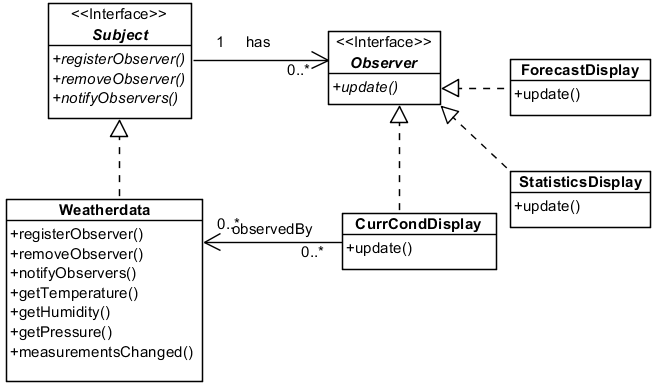 <<Interface>>
Subject
+registerObserver()
+removeObserver()
+notifyObservers()
1 has
0..*
<<Interface>>
Observer
+update()
ForecastDisplay
+update()
StatisticsDisplay
+update()
Weatherdata
+registerObserver()
+removeObserver()
+notifyObservers()
+getTemperature()
+getHumidity()
+getPressure()
+measurementsChanged()
0..*
observedBy
0..*
CurrCondDisplay
+update()